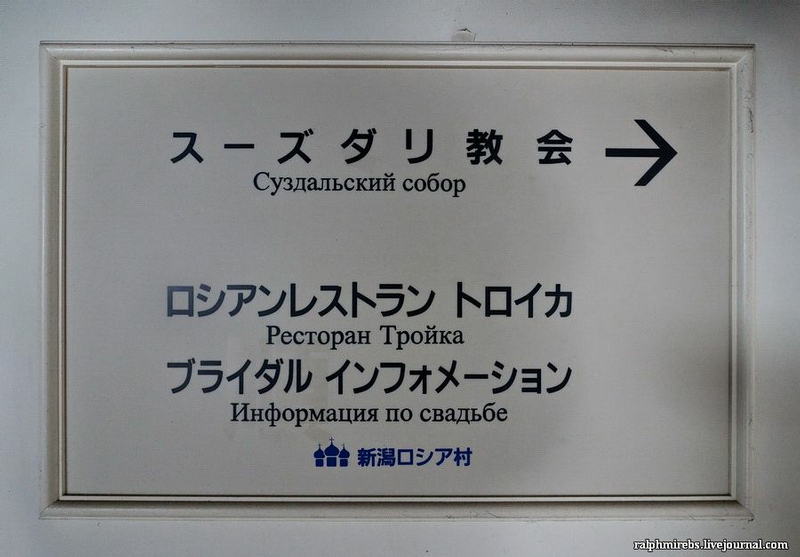 スーズダリ教会 →
Суздальский собор
ロシアンレストラン トロイカ
Ресторан Тройка
ブライダル インフォメーション
Информация по свадьбе
新潟ロシア村
ralphmirebs.livejournal.com